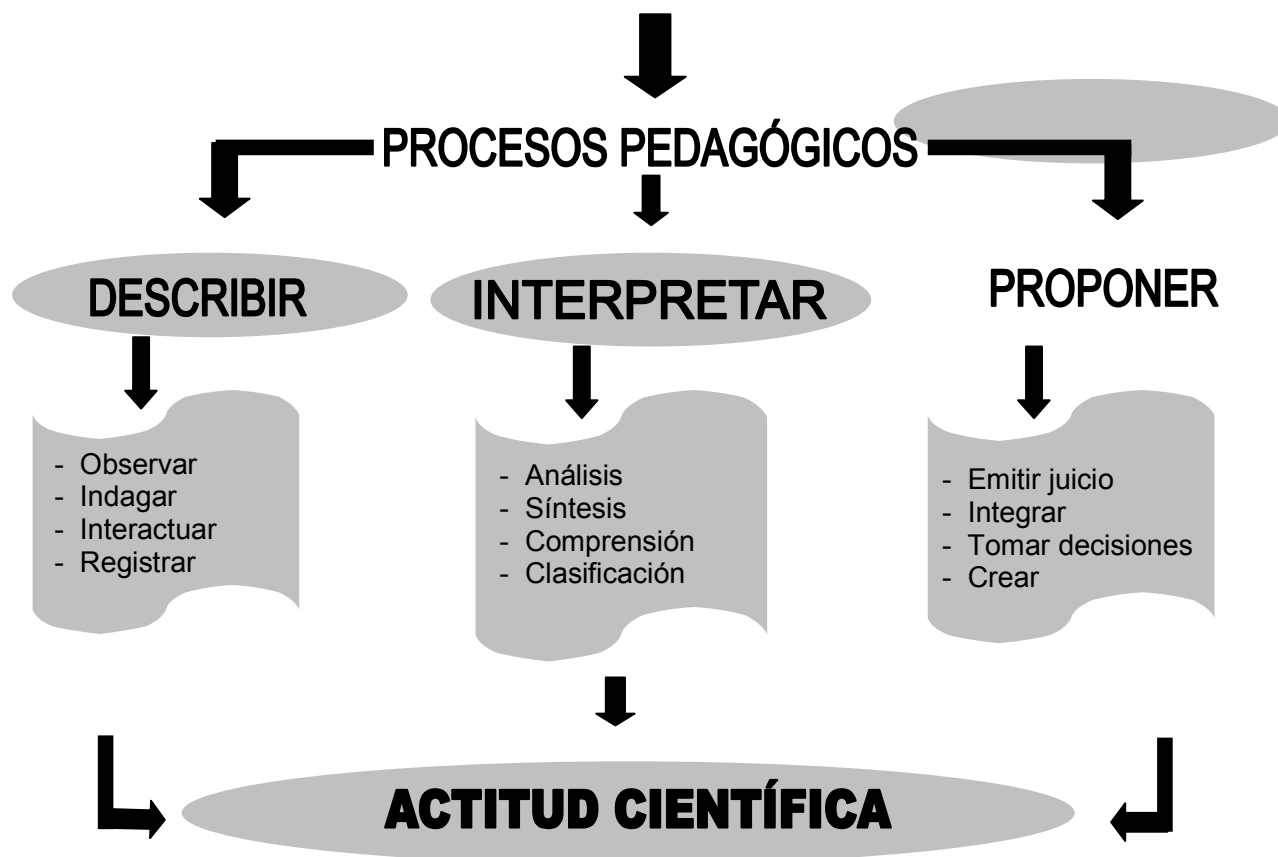 PROCESOS PEDAGÓGICOS
DESCRIBIR
INTERPRETAR
PROPONER
- Observar
- Indagar
- Interactuar
- Registrar
- Análisis
- Síntesis
- Comprensión
- Clasificación
- Emitir juicio
- Integrar
- Tomar decisiones
- Crear
ACTITUD CIENTÍFICA